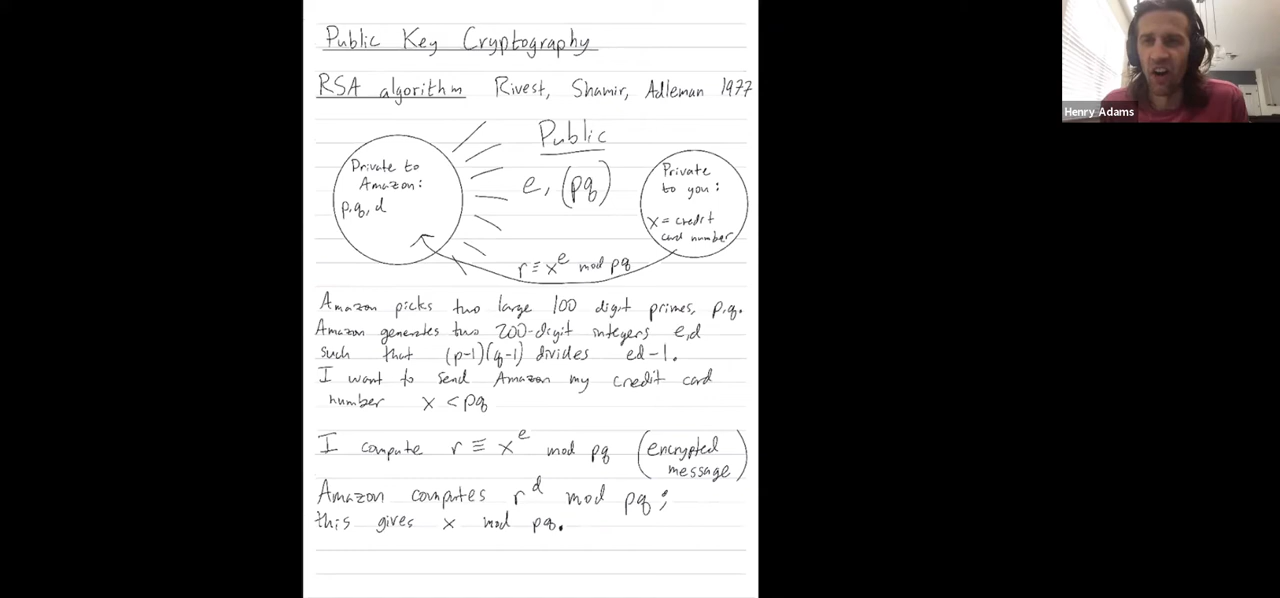 Public Key Cryptography
RSA algorithm Rivest, Shamir, Adleman 1977
Public
e, (pq)
Private to
Amazon:
p,q, d
Private
to you:
x = credit
card number
r ≡ x^e mod pq
Amazon picks two large 100 digit primes, p,q.
Amazon generates two 200-digit integers e,d
such that (p-1)(q-1) divides ed-1.
I want to send Amazon my credit card
number x < pq
I compute r ≡ x^e mod pq (encrypted
message)
Amazon computes r^d mod pq;
this gives x mod pq.
Henry Adams